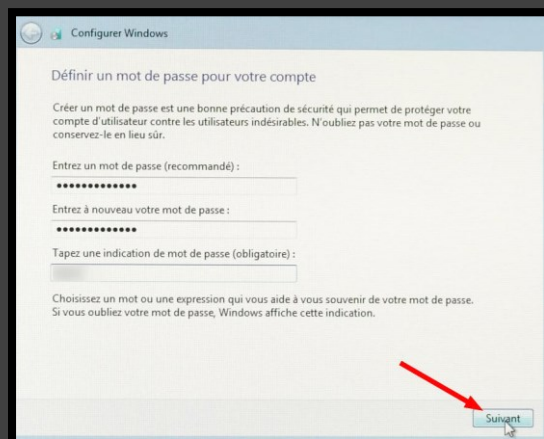 Configurer Windows
Définir un mot de passe pour votre compte
Créer un mot de passe est une bonne précaution de sécurité qui permet de protéger votre
compte d'utilisateur contre les utilisateurs indésirables. N'oubliez pas votre mot de passe ou
conservez-le en lieu sûr.
Entrez un mot de passe (recommandé) :
•••••••••••••
Entrez à nouveau votre mot de passe :
•••••••••••••
Tapez une indication de mot de passe (obligatoire) :
Choisissez un mot ou une expression qui vous aide à vous souvenir de votre mot de passe.
Si vous oubliez votre mot de passe, Windows affiche cette indication.
Suivant